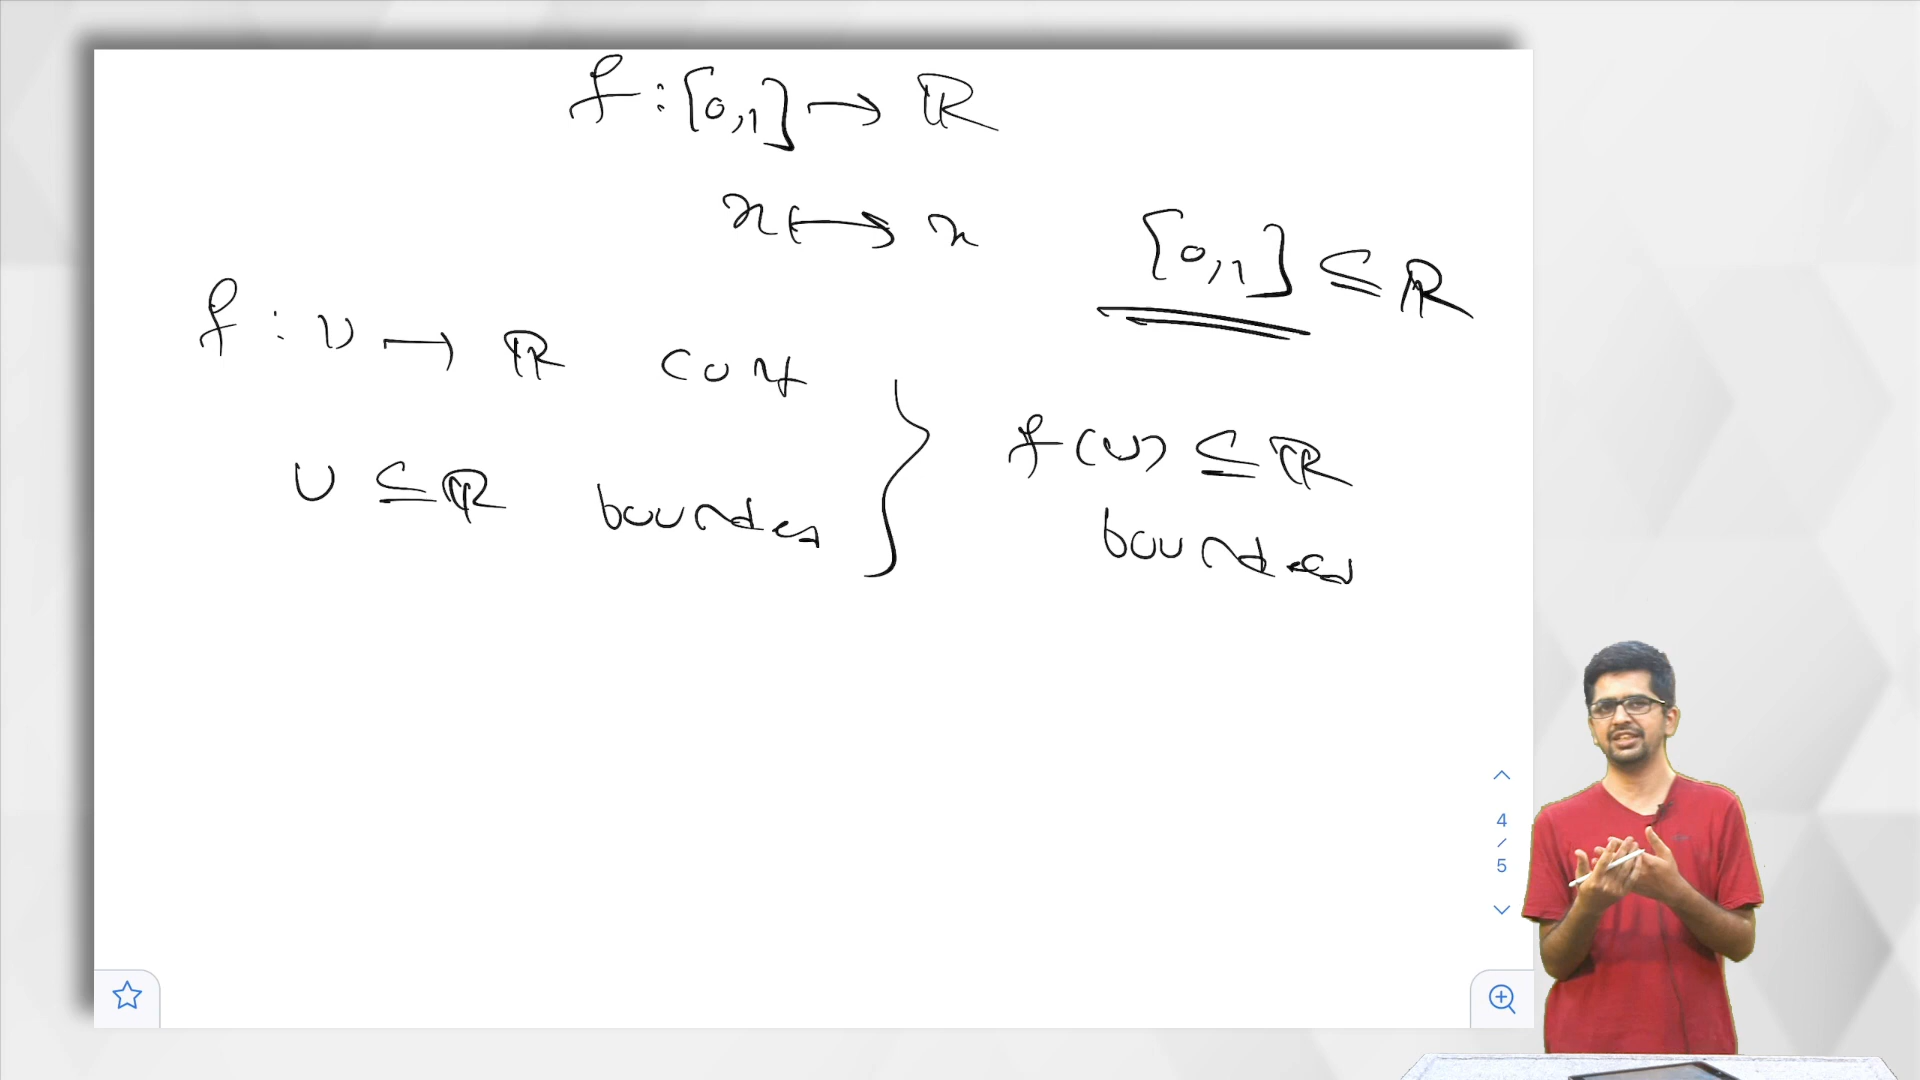 f : [0,1] → ℝ
x ↦ x
[0,1] ⊆ ℝ
f : U → ℝ cont
U ⊆ ℝ bounded
f(U) ⊆ ℝ
bounded
4
/
5